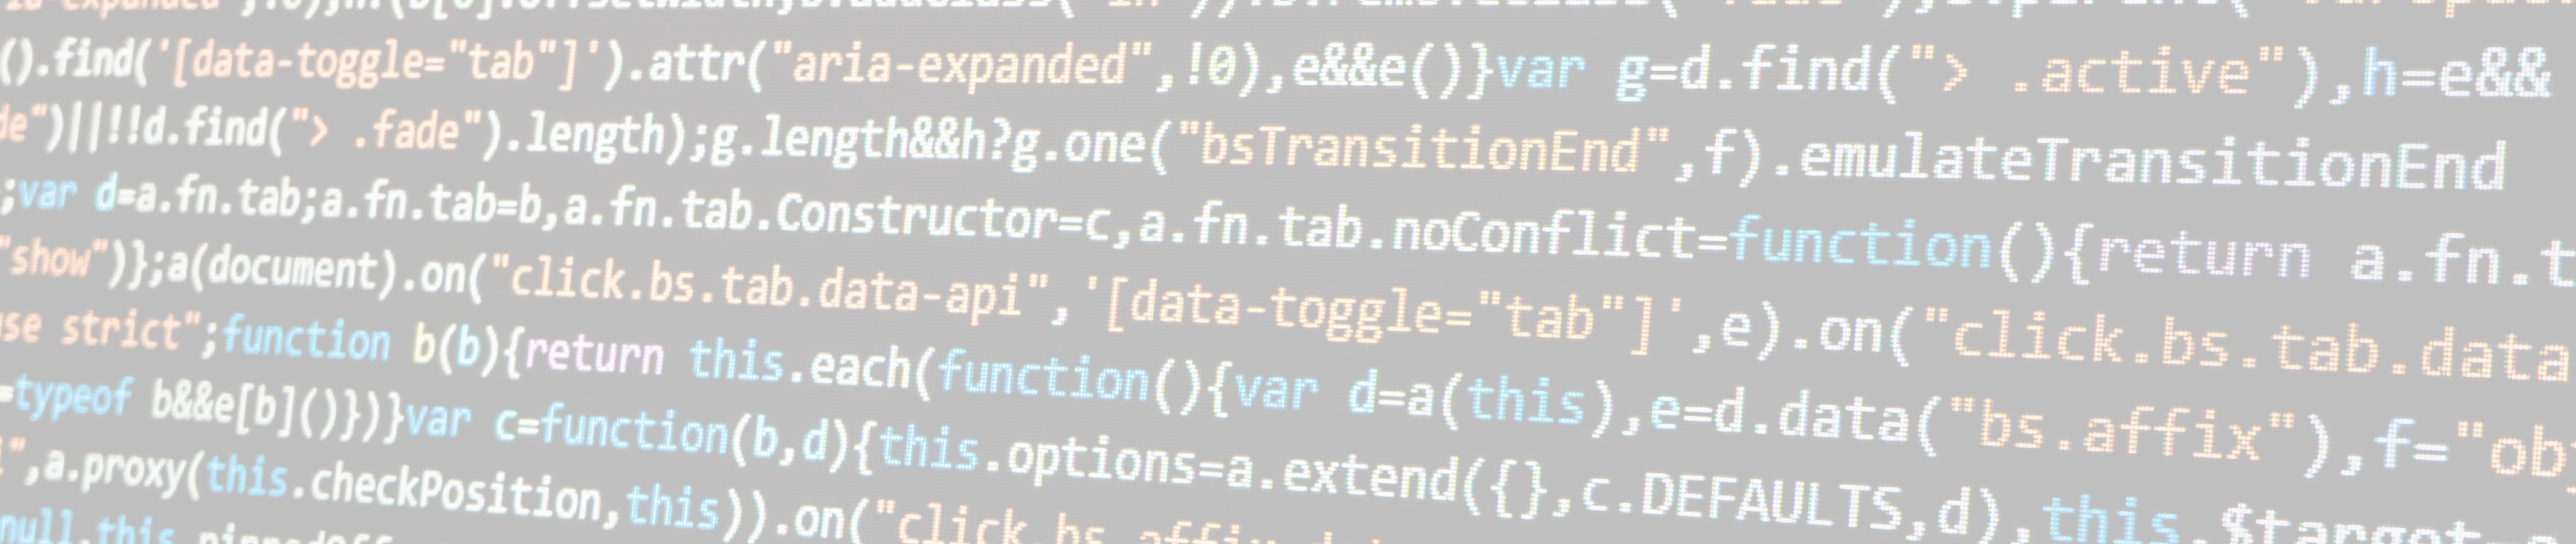 ().find('[data-toggle="tab"]').attr("aria-expanded",!0),e&&e()}var g=d.find("> .active"),h=e&&
de")||!!d.find("> .fade").length);g.length&&h?g.one("bsTransitionEnd",f).emulateTransitionEnd
;var d=a.fn.tab;a.fn.tab=b,a.fn.tab.Constructor=c,a.fn.tab.noConflict=function(){return a.fn.t
"show")};a(document).on("click.bs.tab.data-api",'[data-toggle="tab"]',e).on("click.bs.tab.data
use strict";function b(b){return this.each(function(){var d=a(this),e=d.data("bs.affix"),f="ob
=typeof b&&e[b]()})}var c=function(b,d){this.options=a.extend({},c.DEFAULTS,d),this.$target=a
",a.proxy(this.checkPosition,this)).on("click.bs.affix.d
null,this.pinnedOff